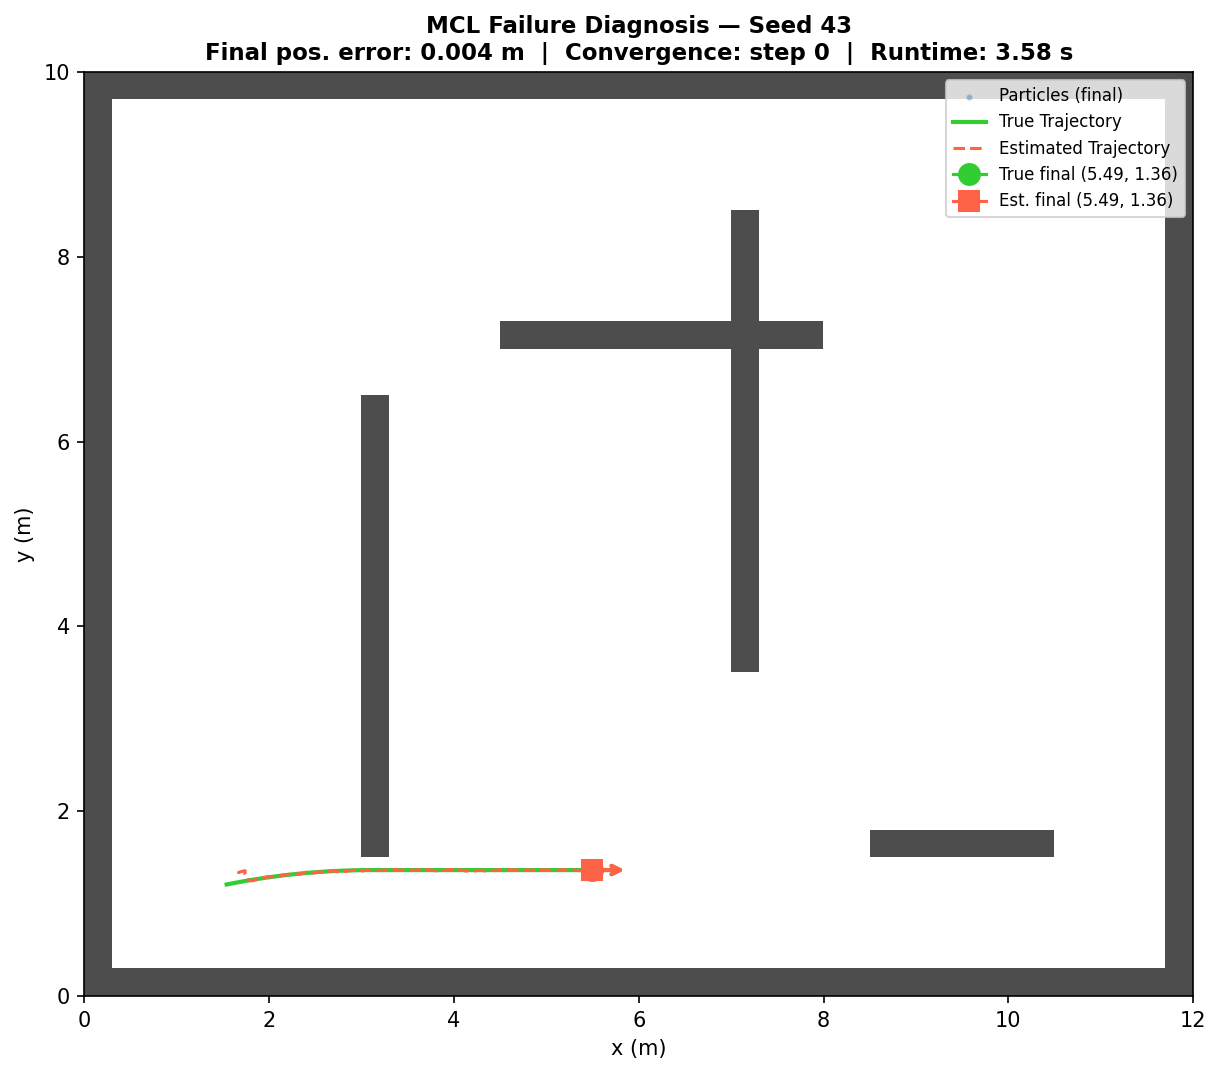 MCL Failure Diagnosis — Seed 43
Final pos. error: 0.004 m  |  Convergence: step 0  |  Runtime: 3.58 s
Particles (final)
True Trajectory
Estimated Trajectory
True final (5.49, 1.36)
Est. final (5.49, 1.36)
10
8
6
4
2
0
y (m)
0 2 4 6 8 10 12
x (m)